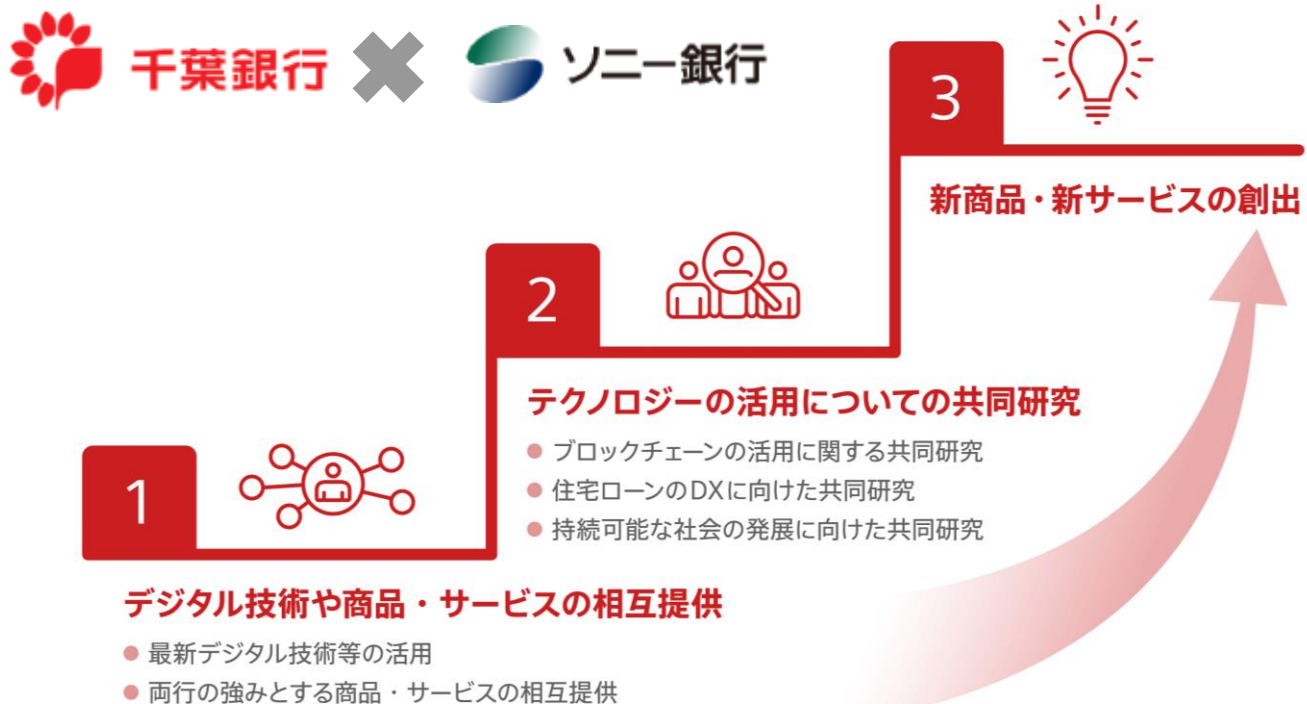 千葉銀行 × ソニー銀行
1
デジタル技術や商品・サービスの相互提供
● 最新デジタル技術等の活用
● 両行の強みとする商品・サービスの相互提供
2
テクノロジーの活用についての共同研究
● ブロックチェーンの活用に関する共同研究
● 住宅ローンのDXに向けた共同研究
● 持続可能な社会の発展に向けた共同研究
3
新商品・新サービスの創出